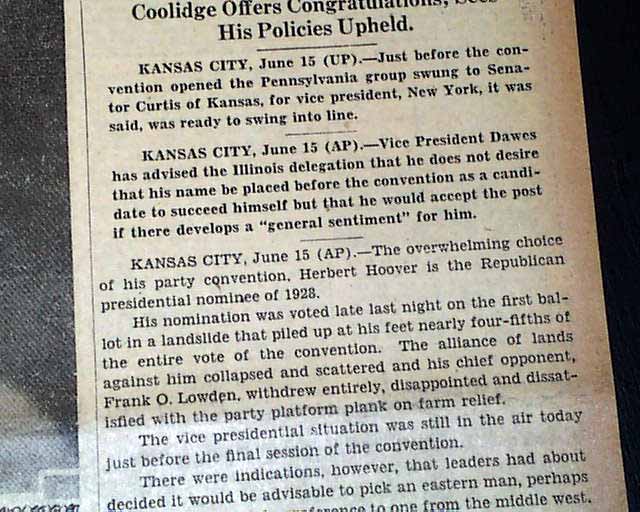 Coolidge Offers Congratulations, Sees
His Policies Upheld.
KANSAS CITY, June 15 (UP).—Just before the con-
vention opened the Pennsylvania group swung to Sena-
tor Curtis of Kansas, for vice president, New York, it was
said, was ready to swing into line.
KANSAS CITY, June 15 (AP).—Vice President Dawes
has advised the Illinois delegation that he does not desire
that his name be placed before the convention as a candi-
date to succeed himself but that he would accept the post
if there develops a "general sentiment" for him.
KANSAS CITY, June 15 (AP).—The overwhelming choice
of his party convention, Herbert Hoover is the Republican
presidential nominee of 1928.
His nomination was voted late last night on the first bal-
lot in a landslide that piled up at his feet nearly four-fifths of
the entire vote of the convention. The alliance of lands
against him collapsed and scattered and his chief opponent,
Frank O. Lowden, withdrew entirely, disappointed and dissat-
isfied with the party platform plank on farm relief.
The vice presidential situation was still in the air today
just before the final session of the convention.
There were indications, however, that leaders had about
decided it would be advisable to pick an eastern man, perhaps
to one from the middle west.